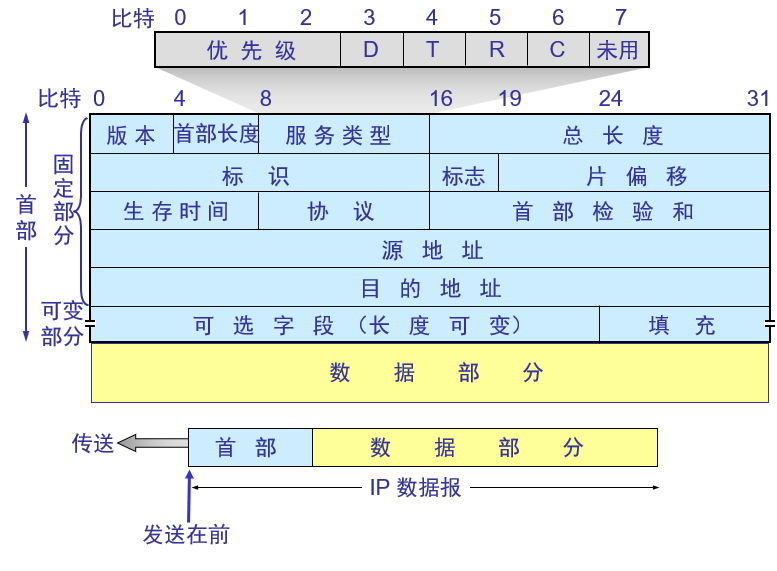 比特 0 1 2 3 4 5 6 7
优先级 D T R C 未用
比特 0 4 8 16 19 24 31
版本 首部长度 服务类型 总长度
标识 标志 片偏移
生存时间 协议 首部检验和
源地址
目的地址
可选字段（长度可变） 填充
数据部分
首部
固定部分
可变
部分
传送 首部 数据部分
IP 数据报
发送在前